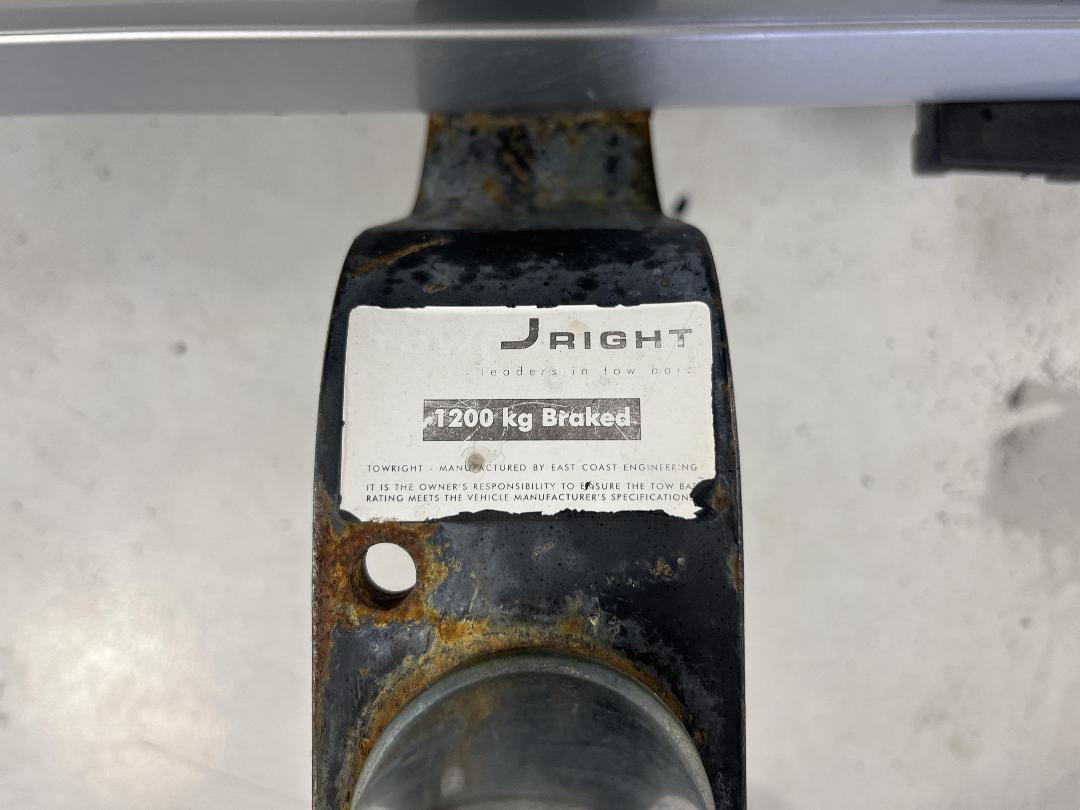 RIGHT
leaders in tow bars
1200 kg Braked
TOWRIGHT - MANUFACTURED BY EAST COAST ENGINEERING
IT IS THE OWNER'S RESPONSIBILITY TO ENSURE THE TOW BAR
RATING MEETS THE VEHICLE MANUFACTURER'S SPECIFICATIONS